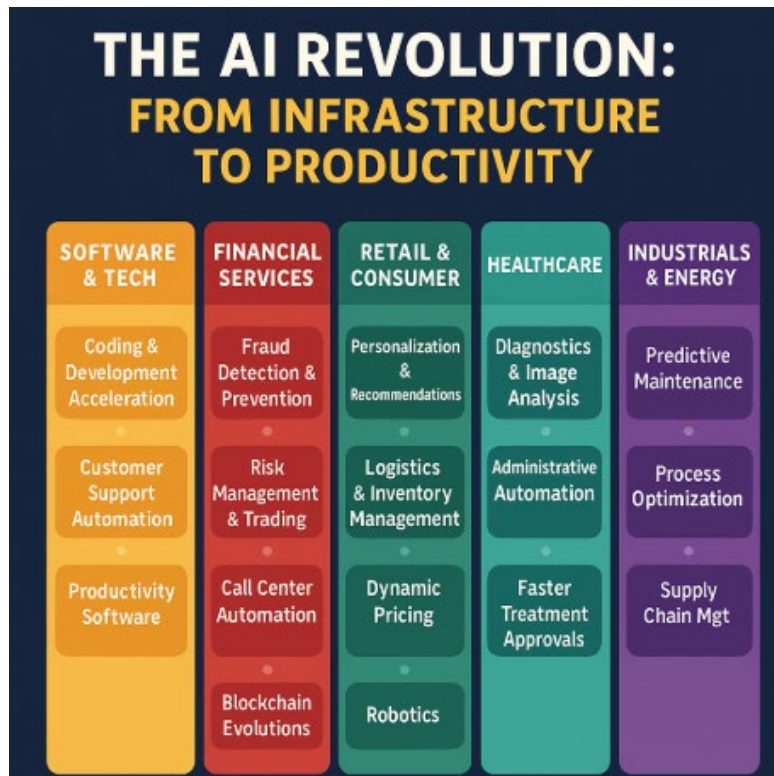 THE AI REVOLUTION:
FROM INFRASTRUCTURE
TO PRODUCTIVITY
SOFTWARE
& TECH
Coding &
Development
Acceleration
Customer
Support
Automation
Productivity
Software
FINANCIAL
SERVICES
Fraud
Detection &
Prevention
Risk
Management
& Trading
Call Center
Automation
Blockchain
Evolutions
RETAIL &
CONSUMER
Personalization
&
Recommendations
Logistics
& Inventory
Management
Dynamic
Pricing
Robotics
HEALTHCARE
Diagnostics
& Image
Analysis
Administrative
Automation
Faster
Treatment
Approvals
INDUSTRIALS
& ENERGY
Predictive
Maintenance
Process
Optimization
Supply
Chain Mgt